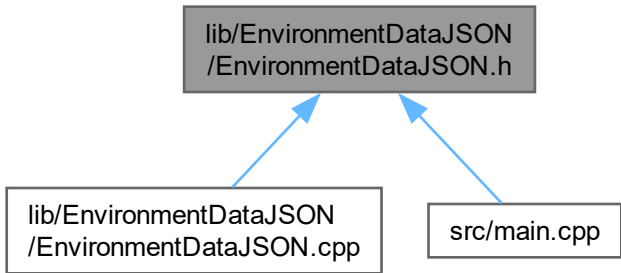 lib/EnvironmentDataJSON
/EnvironmentDataJSON.h
lib/EnvironmentDataJSON
/EnvironmentDataJSON.cpp
src/main.cpp